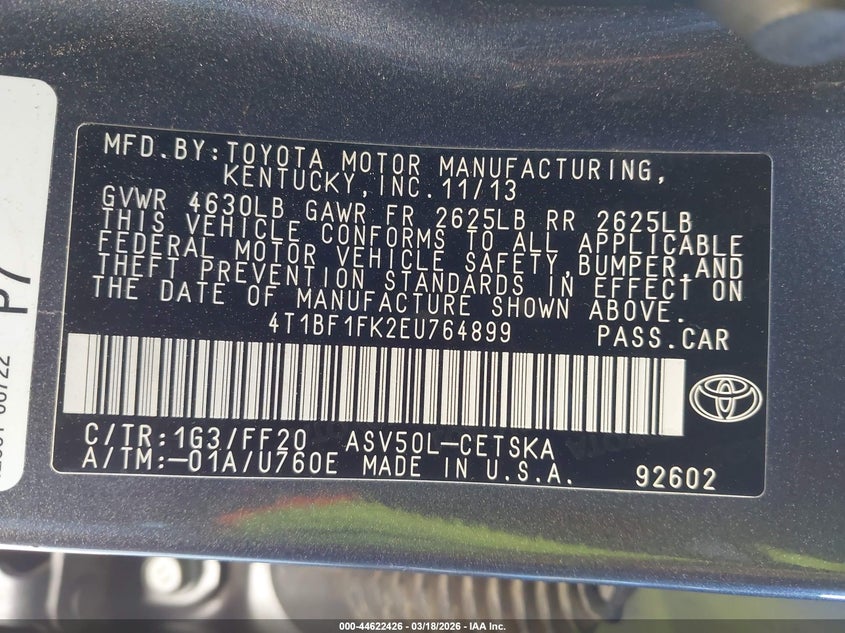 MFD.BY:TOYOTA MOTOR MANUFACTURING,
KENTUCKY,INC.11/13
GVWR 4630LB GAWR FR 2625LB RR 2625LB
THIS VEHICLE CONFORMS TO ALL APPLICABLE
FEDERAL MOTOR VEHICLE SAFETY,BUMPER,AND
THEFT PREVENTION STANDARDS IN EFFECT ON
THE DATE OF MANUFACTURE SHOWN ABOVE.
4T1BF1FK2EU764899 PASS.CAR
C/TR:1G3/FF20 ASV50L-CETSKA
A/TM:-01A/U760E MADE IN U.S.A. 92602
P7
000-44622426 - 03/18/2026 - IAA Inc.